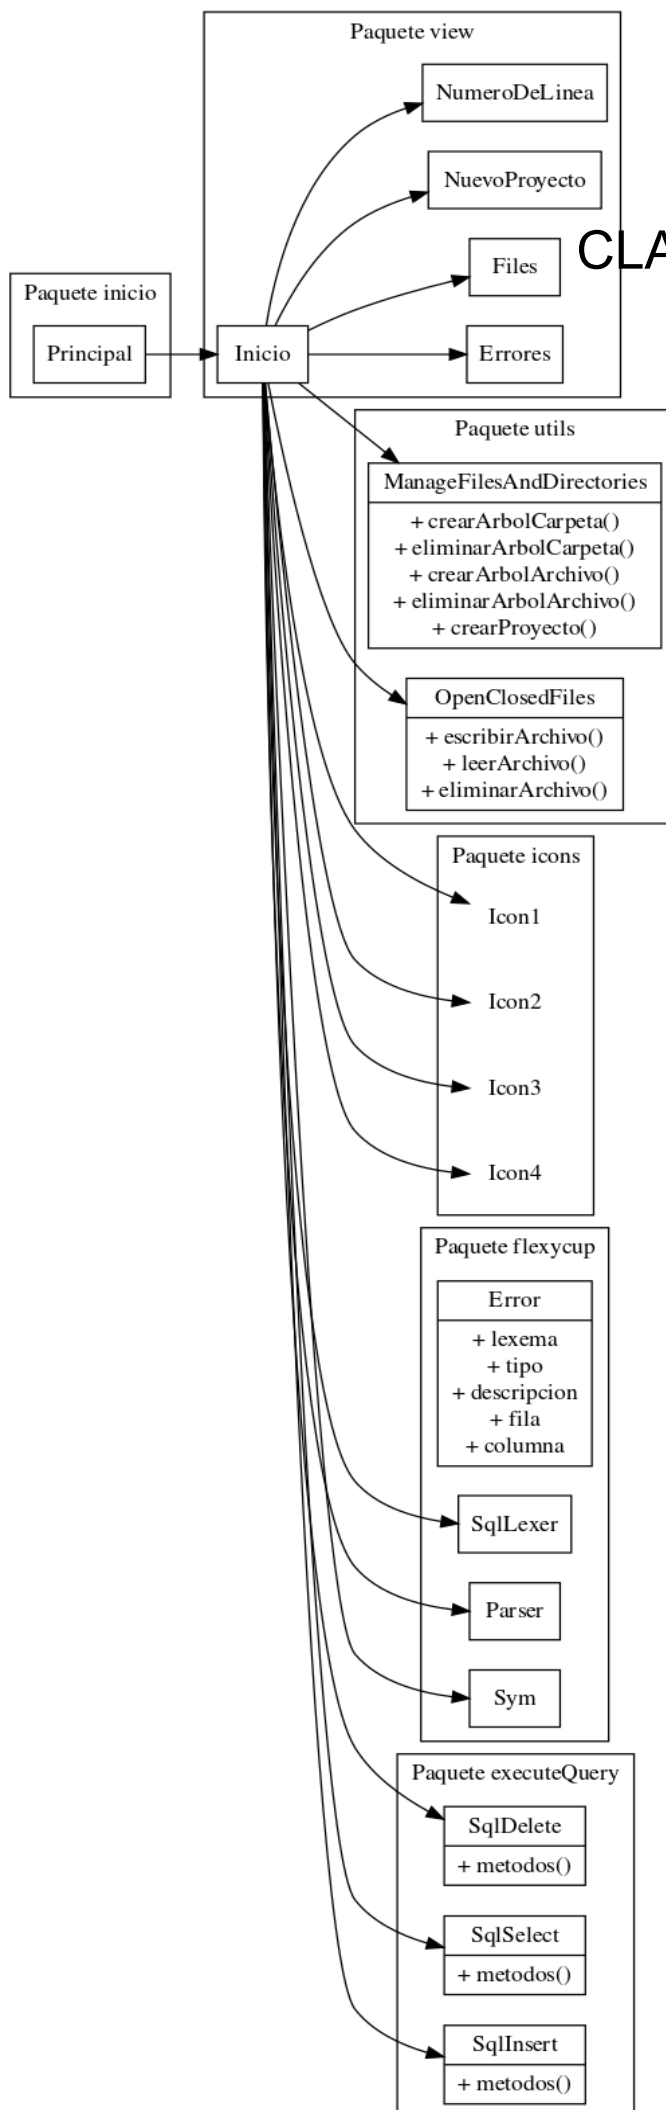 Paquete view
NumeroDeLinea
NuevoProyecto
Files
CLA
Paquete inicio
Principal
Inicio
Errores
Paquete utils
ManageFilesAndDirectories
+ crearArbolCarpeta()
+ eliminarArbolCarpeta()
+ crearArbolArchivo()
+ eliminarArbolArchivo()
+ crearProyecto()
OpenClosedFiles
+ escribirArchivo()
+ leerArchivo()
+ eliminarArchivo()
Paquete icons
Icon1
Icon2
Icon3
Icon4
Paquete flexycup
Error
+ lexema
+ tipo
+ descripcion
+ fila
+ columna
SqlLexer
Parser
Sym
Paquete executeQuery
SqlDelete
+ metodos()
SqlSelect
+ metodos()
SqlInsert
+ metodos()